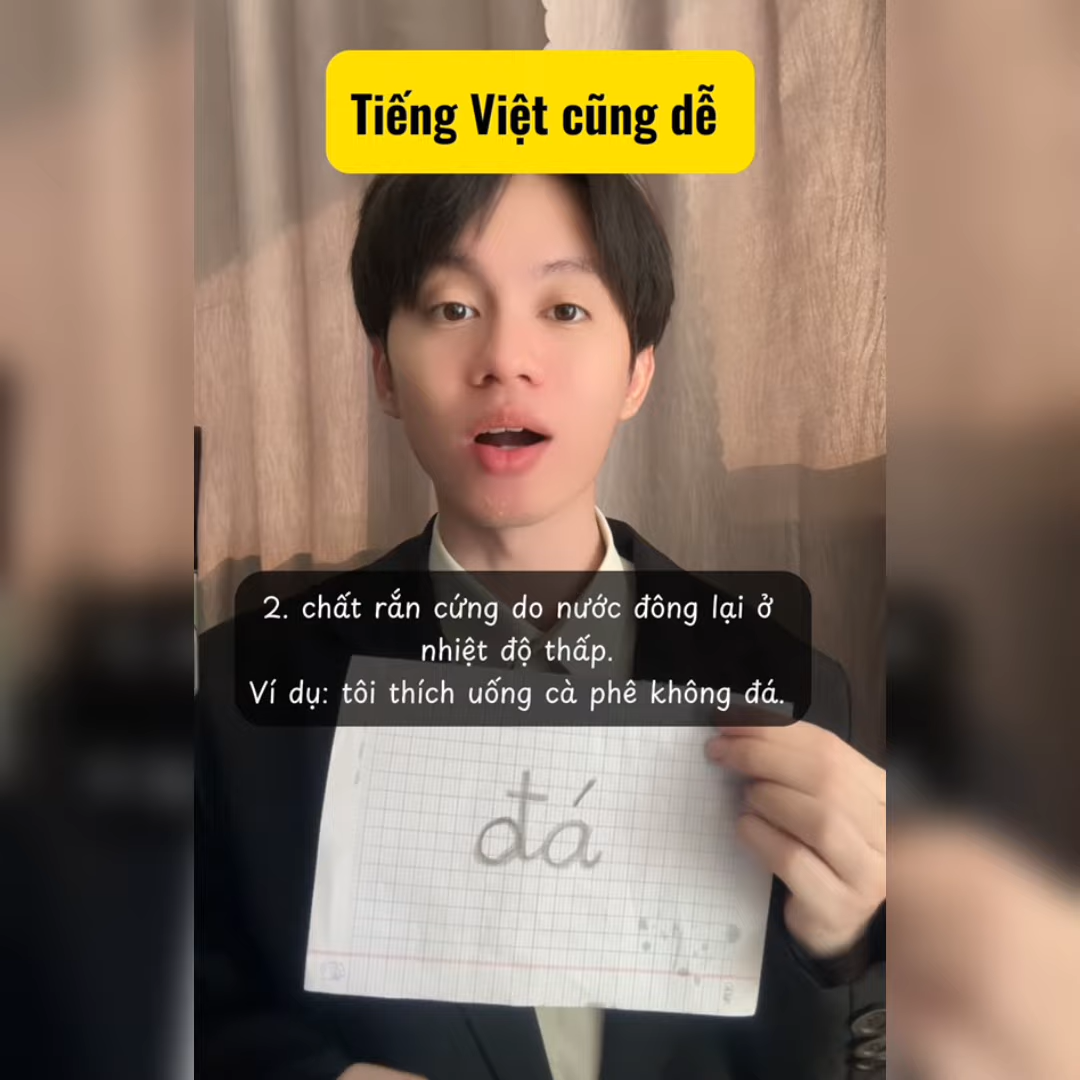 Tiếng Việt cũng dễ
2. chất rắn cứng do nước đông lại ở
nhiệt độ thấp.
Ví dụ: tôi thích uống cà phê không đá.
đá